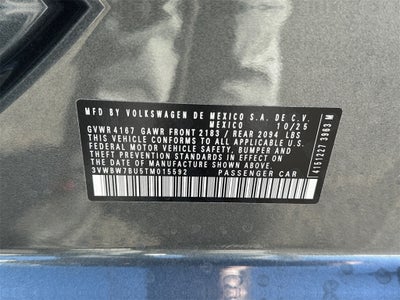 MFD BY VOLKSWAGEN DE MEXICO S.A. DE C.V.
MEXICO 10/25
GVWR 4167 GAWR FRONT 2183 / REAR 2094 LBS
THIS VEHICLE CONFORMS TO ALL APPLICABLE U.S.
FEDERAL MOTOR VEHICLE SAFETY, BUMPER AND
THEFT PREVENTION STANDARDS IN EFFECT ON THE
DATE OF MANUFACTURE SHOWN ABOVE.
3VWBW7BU5TM015592 PASSENGER CAR
4151227 3963 M